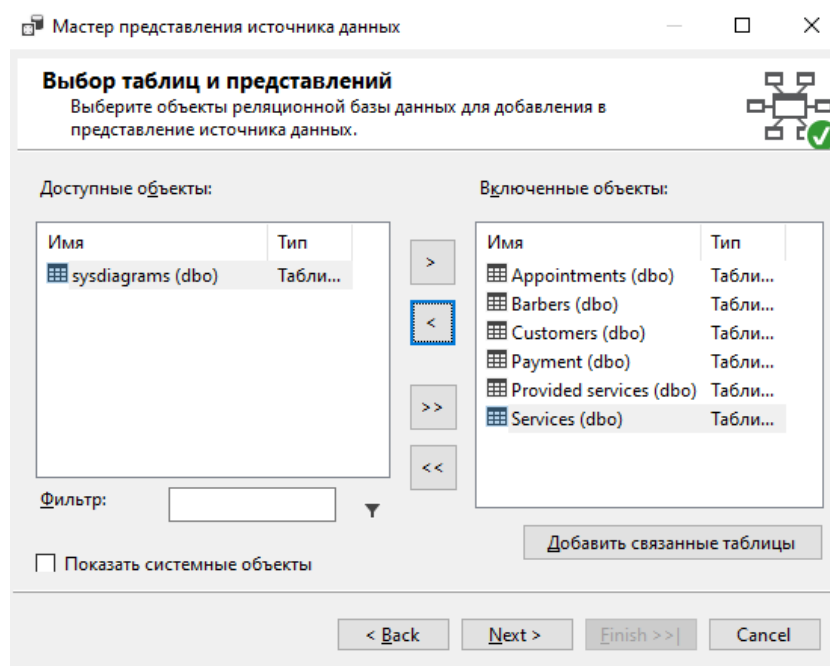 Мастер представления источника данных
Выбор таблиц и представлений
Выберите объекты реляционной базы данных для добавления в
представление источника данных.
Доступные объекты:
Имя Тип
sysdiagrams (dbo) Табли...
>
<
>>
<<
Включенные объекты:
Имя Тип
Appointments (dbo) Табли...
Barbers (dbo) Табли...
Customers (dbo) Табли...
Payment (dbo) Табли...
Provided services (dbo) Табли...
Services (dbo) Табли...
Фильтр:
Добавить связанные таблицы
Показать системные объекты
< Back Next > Finish >>| Cancel